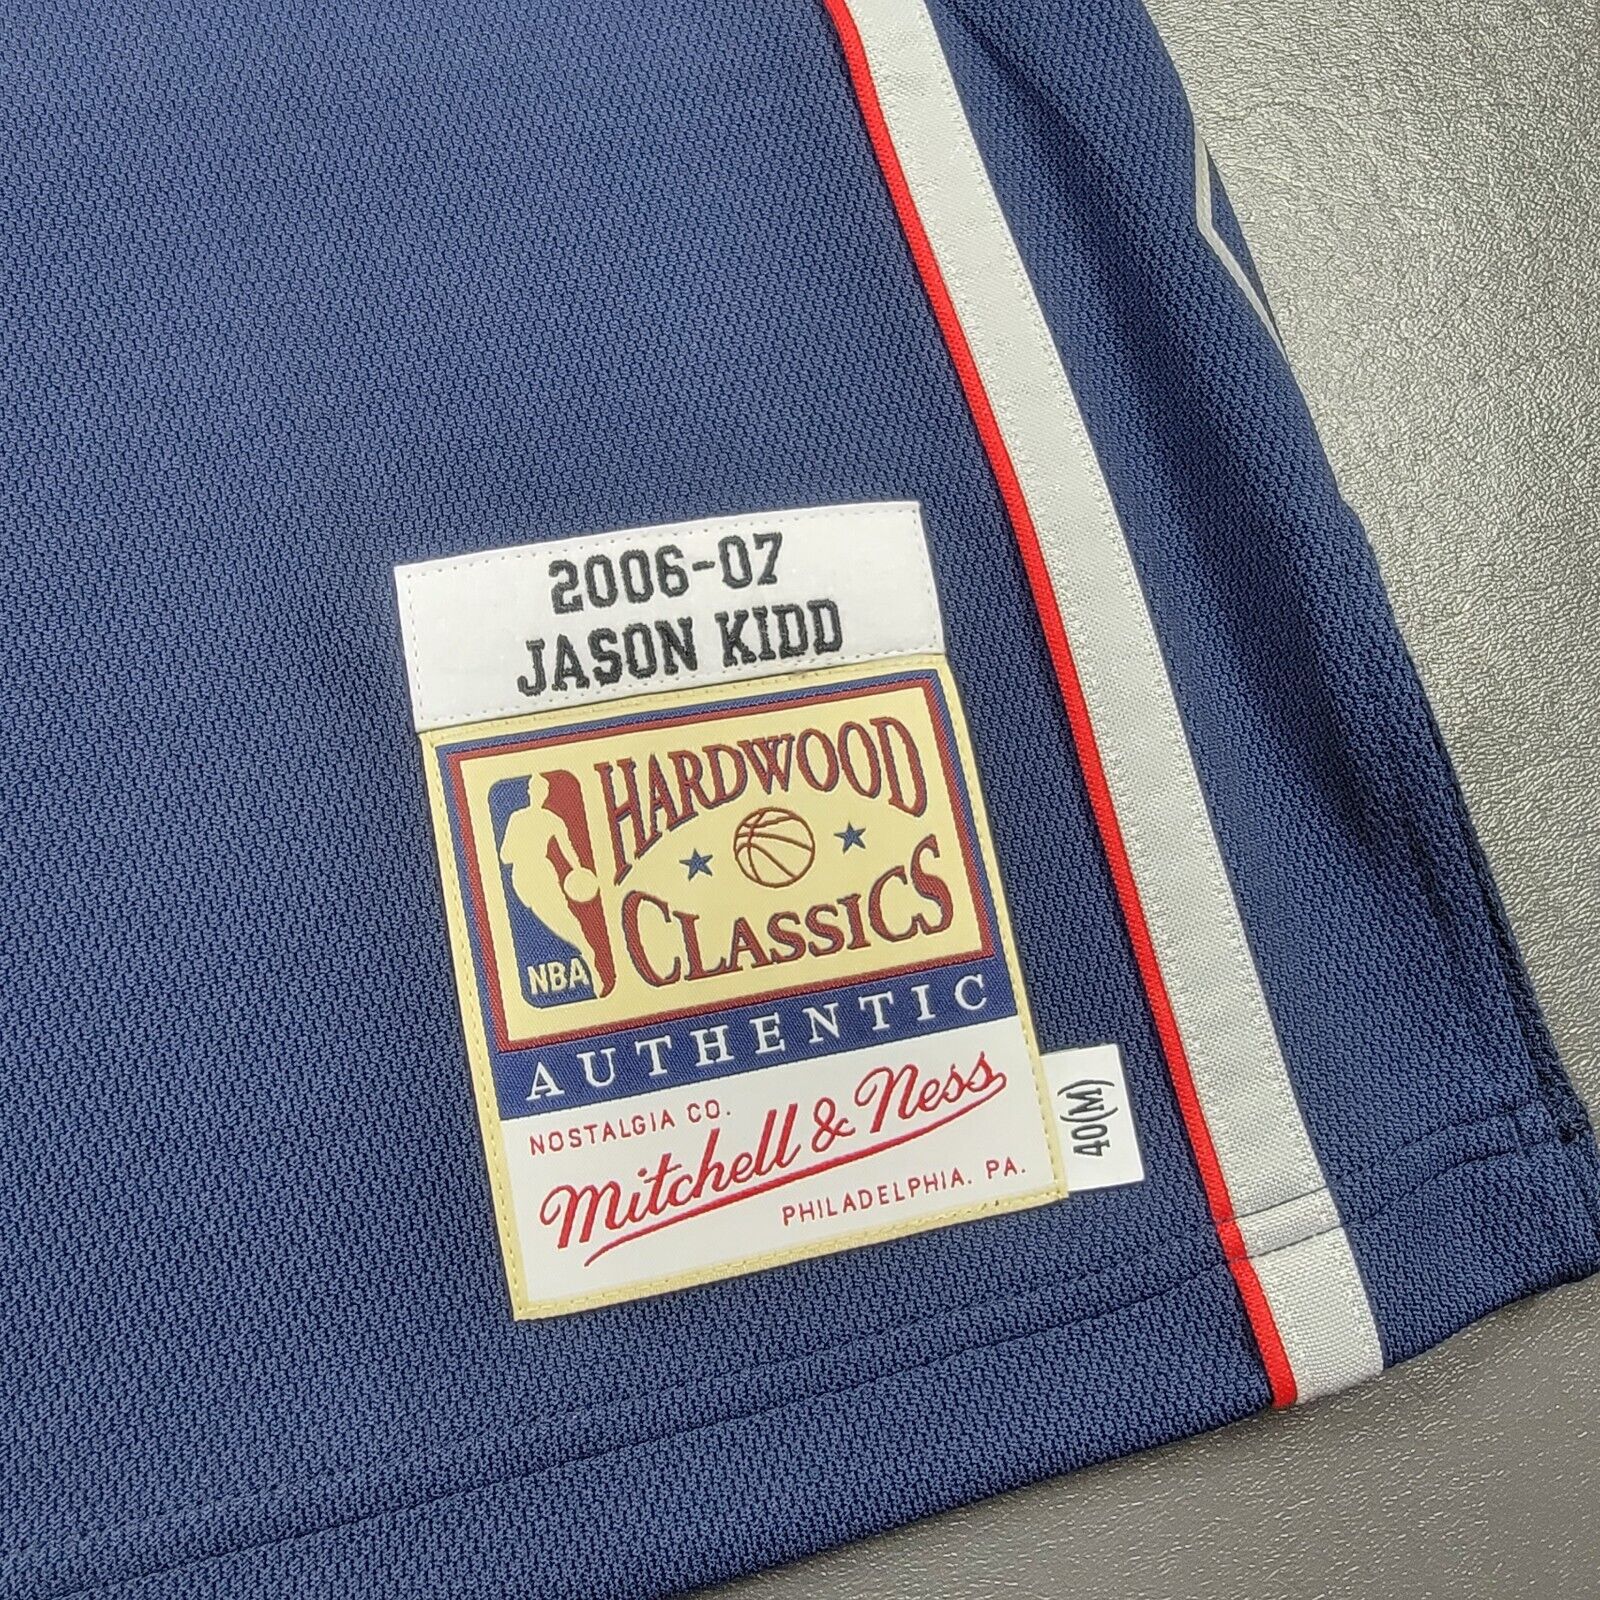 2006-07
JASON KIDD
HARDWOOD
CLASSICS
NBA
AUTHENTIC
NOSTALGIA CO.
Mitchell & Ness
PHILADELPHIA, PA.
40(M)